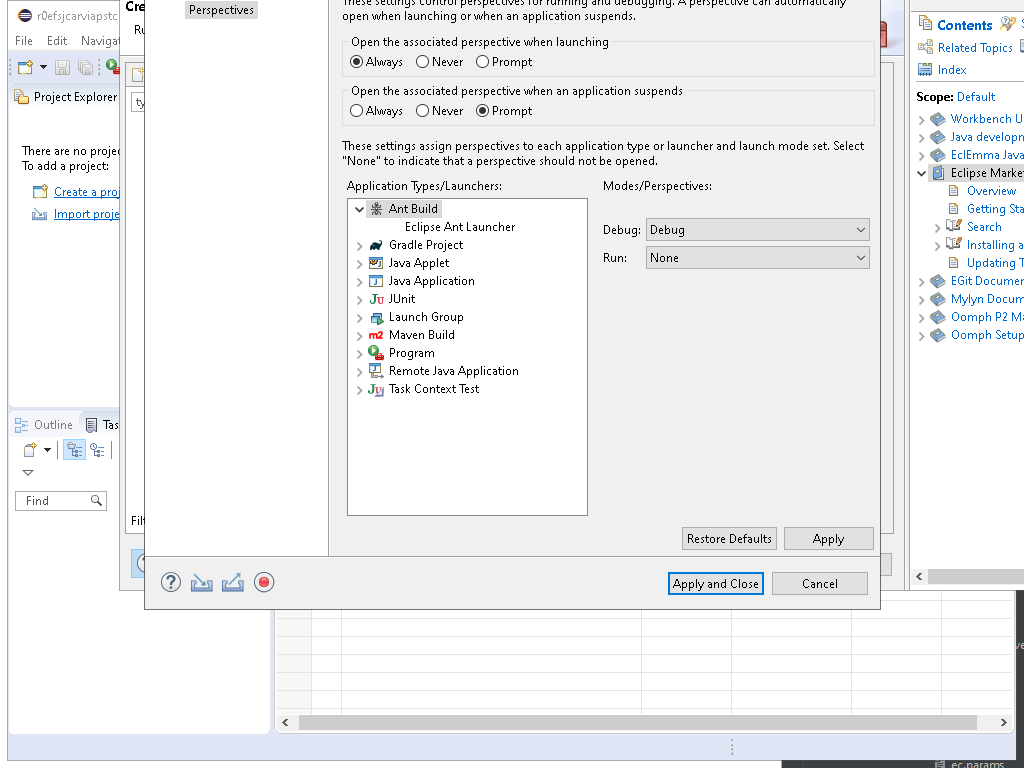 Perspectives
These settings control perspectives for running and debugging. A perspective can automatically
open when launching or when an application suspends.
Open the associated perspective when launching
Always Never Prompt
Open the associated perspective when an application suspends
Always Never Prompt
These settings assign perspectives to each application type or launcher and launch mode set. Select
"None" to indicate that a perspective should not be opened.
Application Types/Launchers:
Modes/Perspectives:
Ant Build
Eclipse Ant Launcher
Gradle Project
Java Applet
Java Application
JUnit
Launch Group
Maven Build
Program
Remote Java Application
Task Context Test
Debug: Debug
Run: None
Restore Defaults Apply
Apply and Close Cancel
r0efsjcarviapstc
File Edit Navigat
Project Explorer
There are no projec
To add a project:
Create a proj
Import proje
Outline Tas
Find
Cre
Ru
ty
Filt
Contents
Related Topics
Index
Scope: Default
Workbench U
Java developn
EclEmma Java
Eclipse Marke
Overview
Getting Sta
Search
Installing a
Updating T
EGit Documer
Mylyn Docum
Oomph P2 Ma
Oomph Setup
ec.params